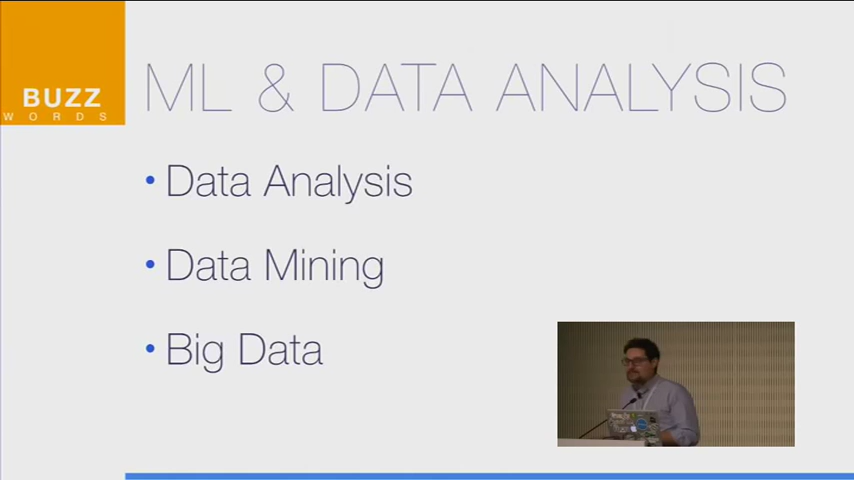 BUZZ
WORDS
ML & DATA ANALYSIS
• Data Analysis
• Data Mining
• Big Data